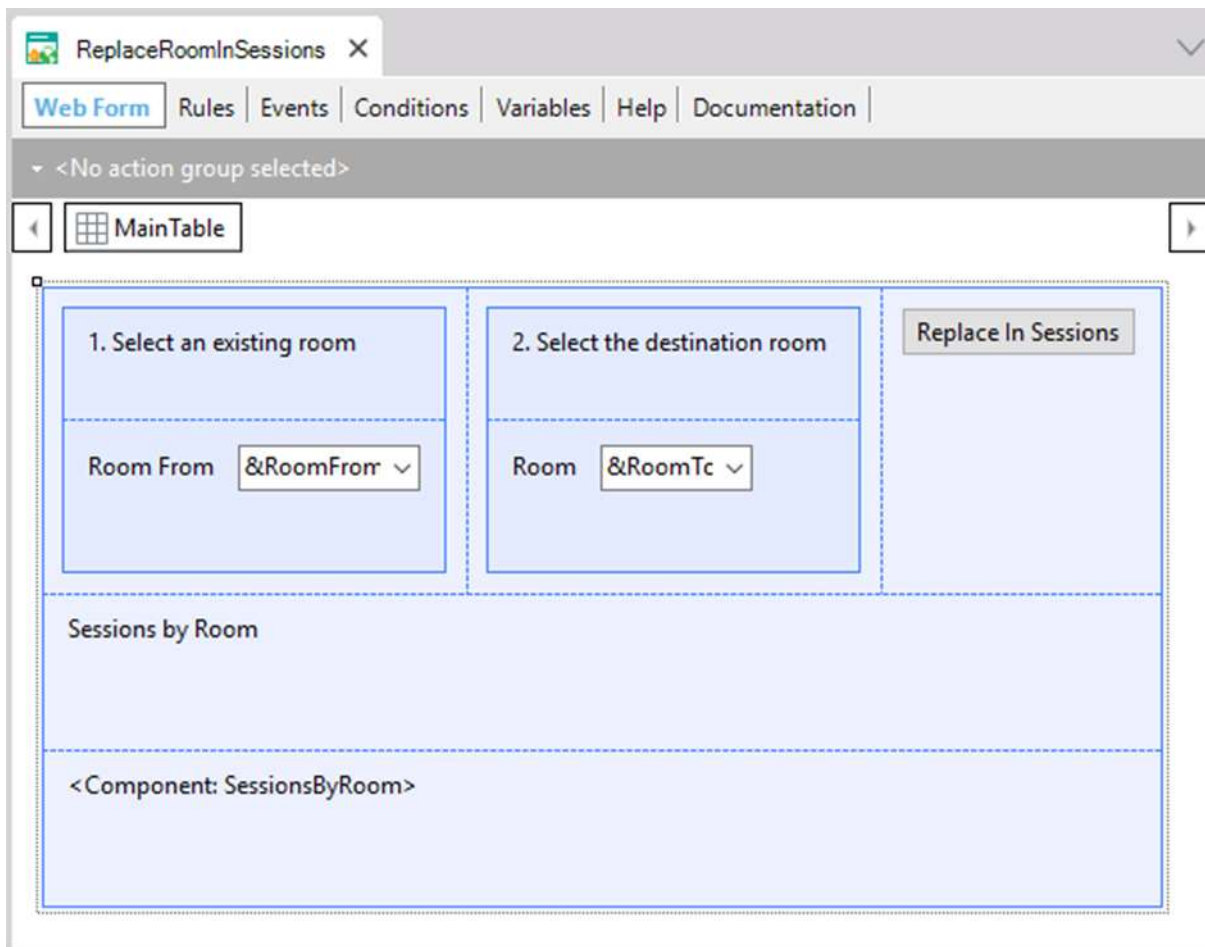 ReplaceRoomInSessions
Web Form Rules Events Conditions Variables Help Documentation
<No action group selected>
MainTable
1. Select an existing room
2. Select the destination room
Replace In Sessions
Room From &RoomFrom
Room &RoomTo
Sessions by Room
<Component: SessionsByRoom>